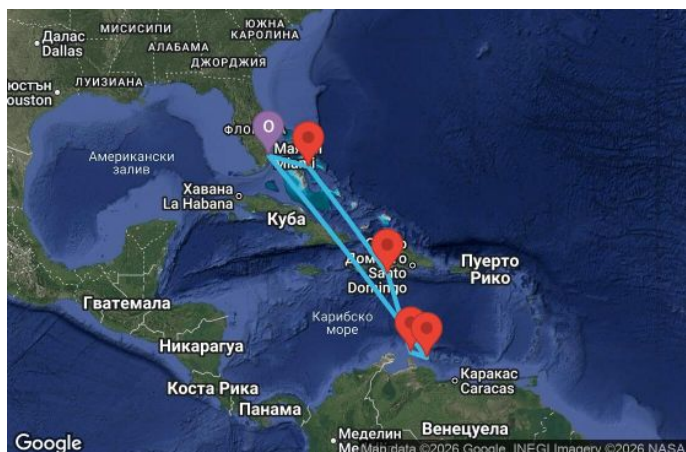 Далас
Dallas
МИСИСИПИ
АЛАБАМА
ЮЖНА
КАРОЛИНА
ДЖОРДЖИЯ
ЛУИЗИАНА
юстън
ouston
O
Американски
залив
Хавана
La Habana
Куба
Santo
Domingo
Пуерто
Рико
Гватемала
Карибско
море
Никарагуа
Коста Рика
Каракас
Caracas
Панама
Венецуела
Меделин
Google
Map data ©2026 Google, INEGI Imagery ©2026 NASA